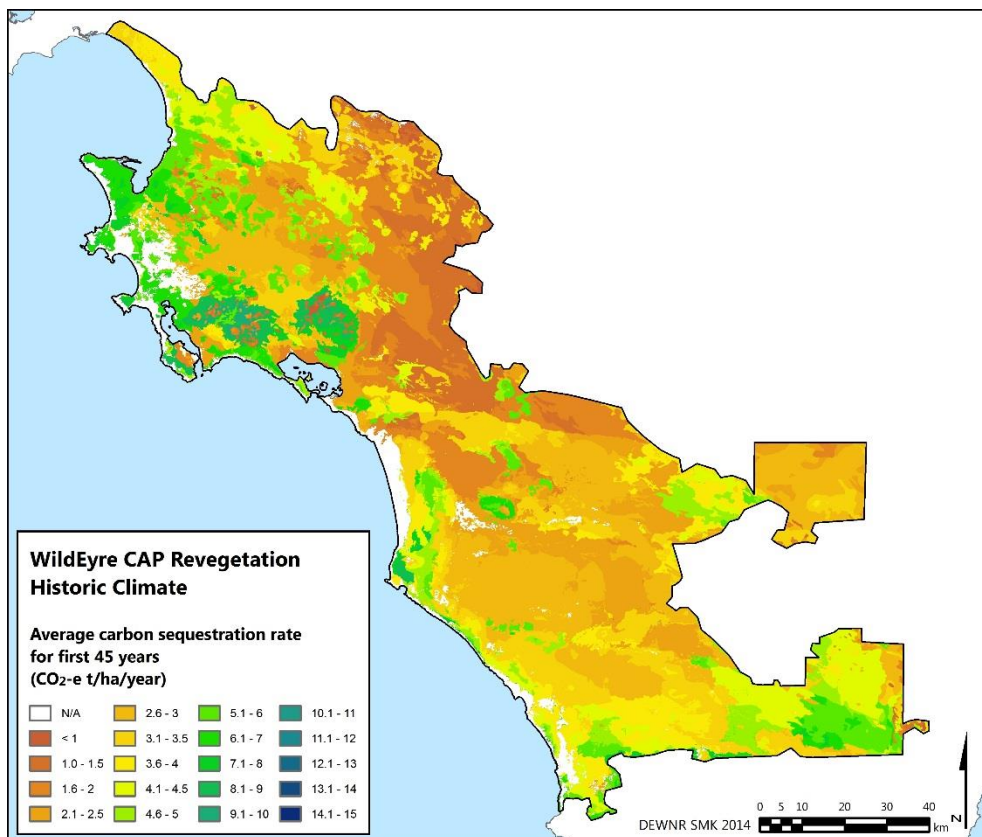 WildEyre CAP Revegetation
Historic Climate
Average carbon sequestration rate
for first 45 years
(CO₂-e t/ha/year)
N/A 2.6 - 3 5.1 - 6 10.1 - 11
< 1 3.1 - 3.5 6.1 - 7 11.1 - 12
1.0 - 1.5 3.6 - 4 7.1 - 8 12.1 - 13
1.6 - 2 4.1 - 4.5 8.1 - 9 13.1 - 14
2.1 - 2.5 4.6 - 5 9.1 - 10 14.1 - 15
0 5 10 20 30 40
km
DEWNR SMK 2014
N